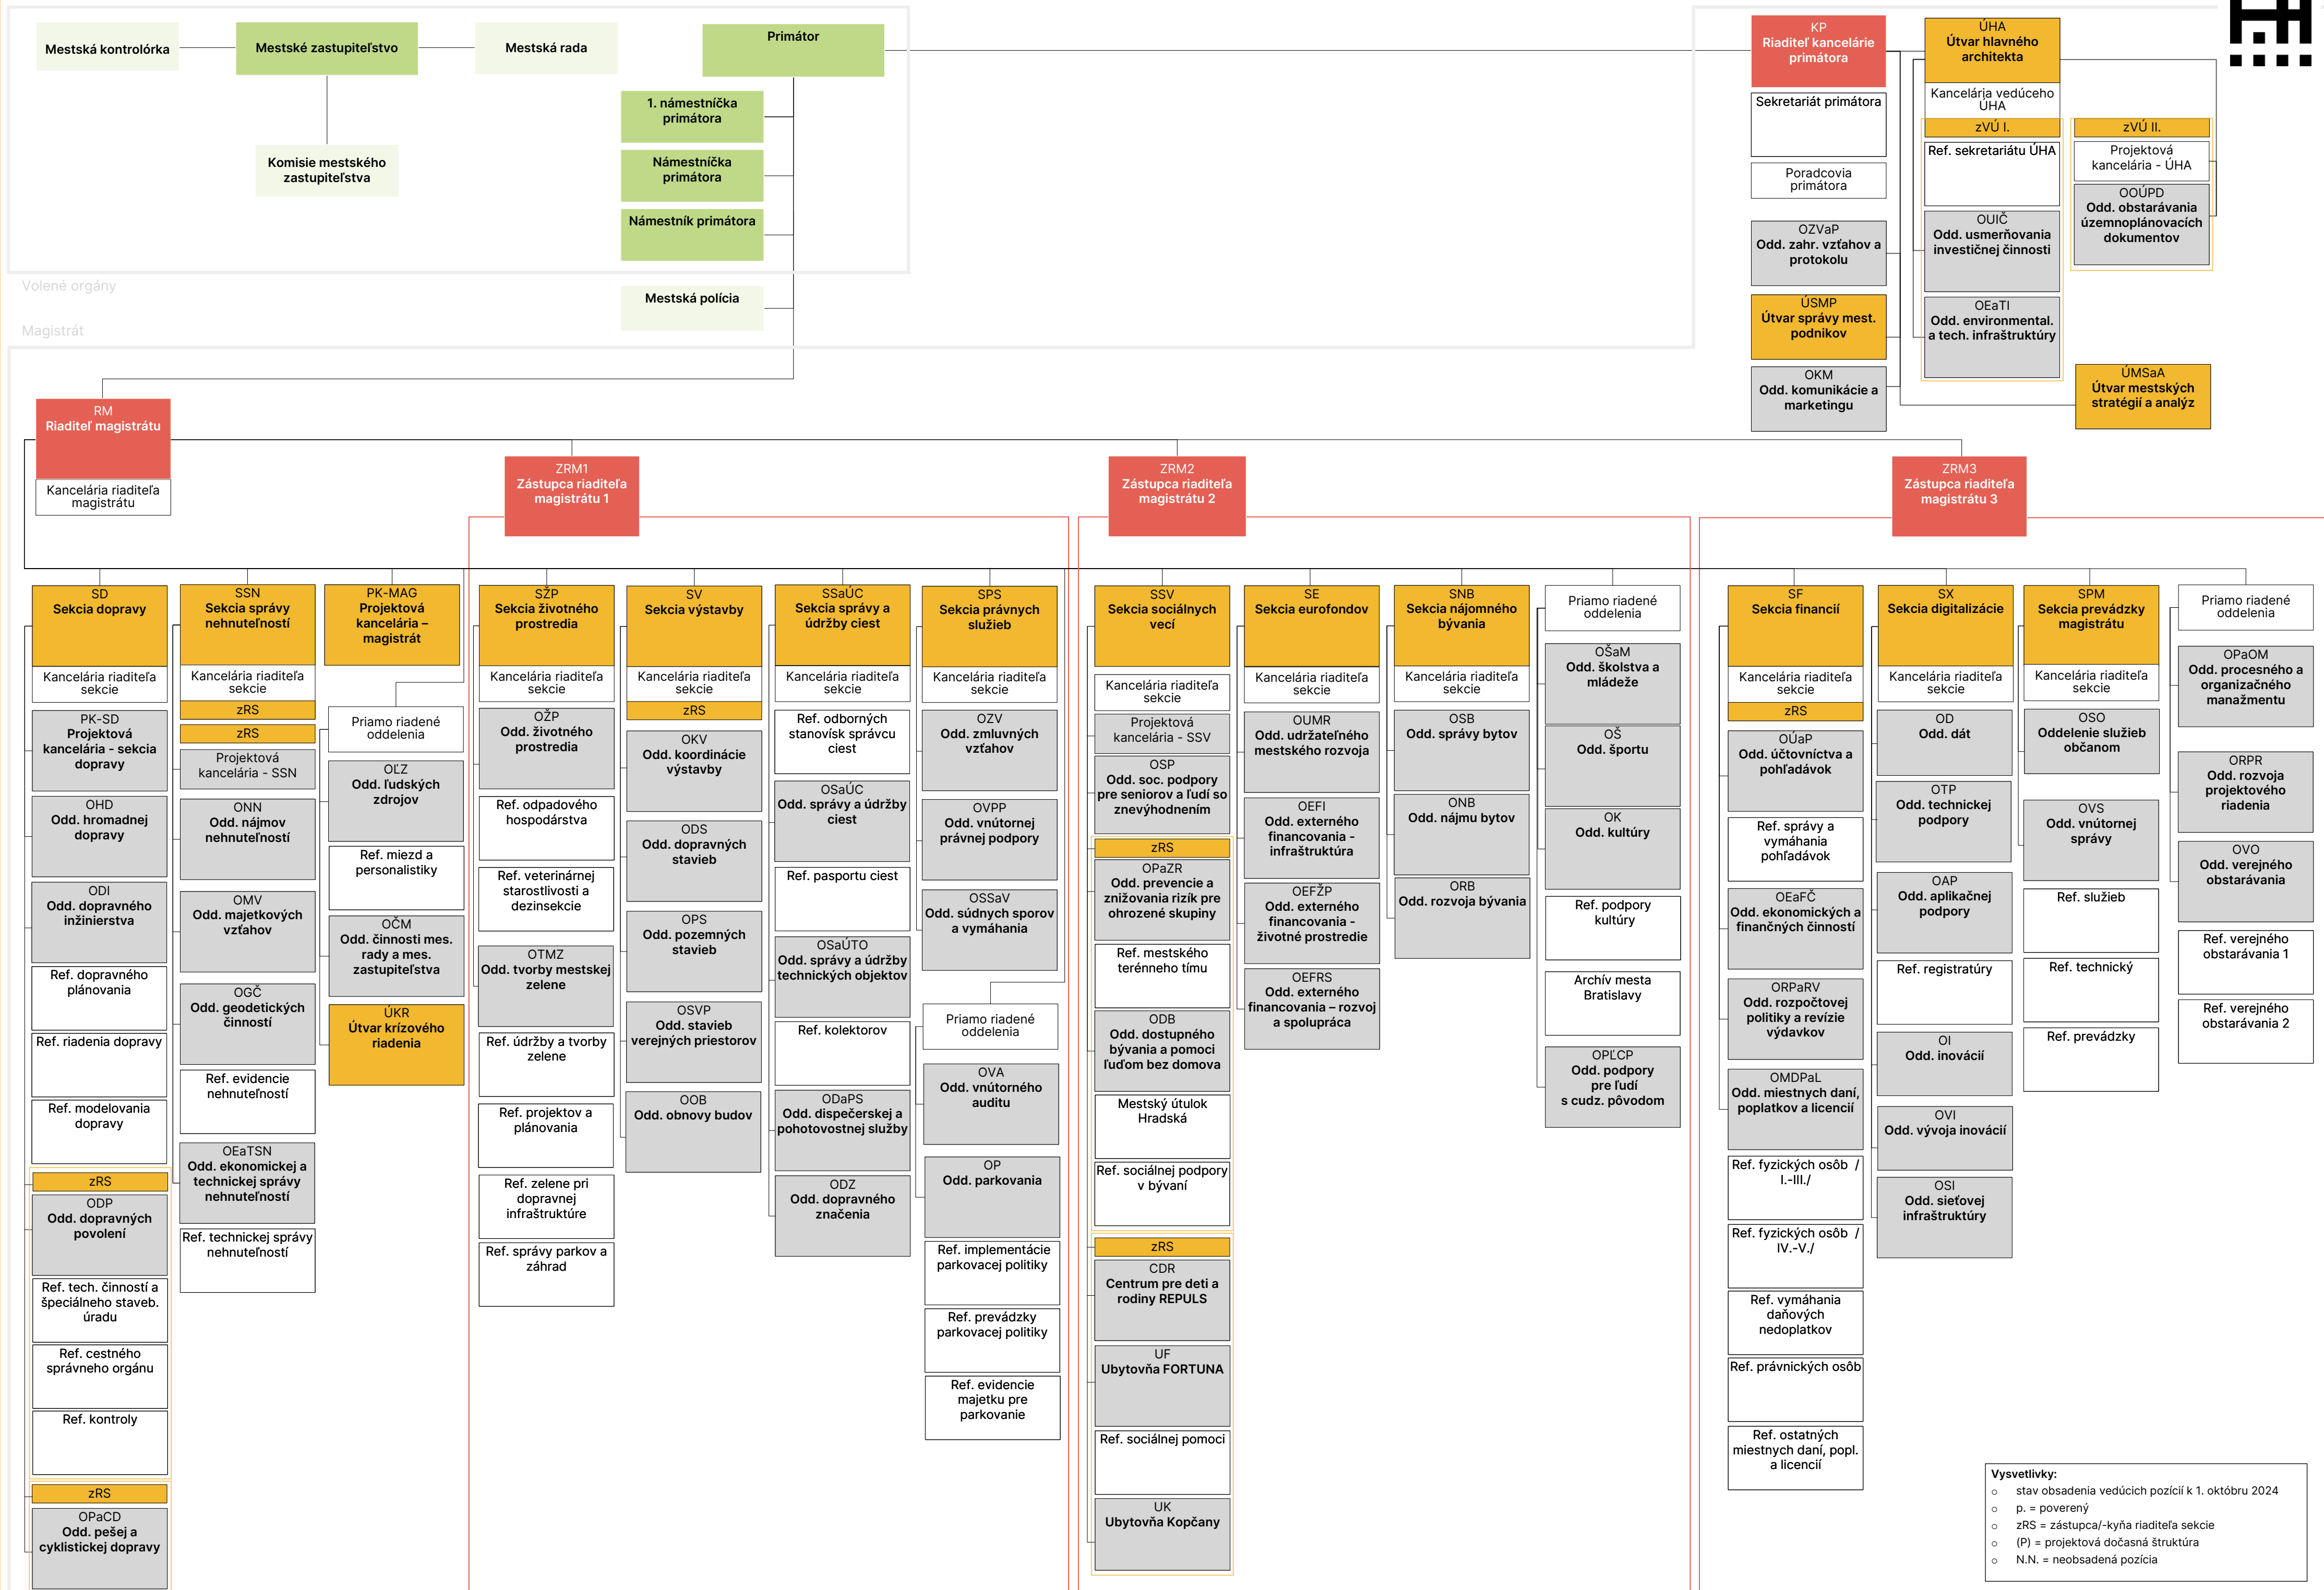 Mestská kontrolórka
Mestské zastupiteľstvo
Mestská rada
Primátor
1. námestníčka
primátora
Námestníčka
primátora
Námestník primátora
Komisie mestského
zastupiteľstva
Mestská polícia
Volené orgány
Magistrát
KP
Riaditeľ kancelárie
primátora
Sekretariát primátora
Poradcovia
primátora
OZVaP
Odd. zahr. vzťahov a
protokolu
ÚSMP
Útvar správy mest.
podnikov
OKM
Odd. komunikácie a
marketingu
ÚHA
Útvar hlavného
architekta
Kancelária vedúceho
ÚHA
zVÚ I.
Ref. sekretariátu ÚHA
OUIČ
Odd. usmerňovania
investičnej činnosti
OEaTI
Odd. environmental.
a tech. infraštruktúry
zVÚ II.
Projektová
kancelária - ÚHA
OOÚPD
Odd. obstarávania
územnoplánovacích
dokumentov
ÚMSaA
Útvar mestských
stratégií a analýz
RM
Riaditeľ magistrátu
Kancelária riaditeľa
magistrátu
ZRM1
Zástupca riaditeľa
magistrátu 1
ZRM2
Zástupca riaditeľa
magistrátu 2
ZRM3
Zástupca riaditeľa
magistrátu 3
SD
Sekcia dopravy
Kancelária riaditeľa
sekcie
PK-SD
Projektová
kancelária - sekcia
dopravy
OHD
Odd. hromadnej
dopravy
ODI
Odd. dopravného
inžinierstva
Ref. dopravného
plánovania
Ref. riadenia dopravy
Ref. modelovania
dopravy
zRS
ODP
Odd. dopravných
povolení
Ref. tech. činností a
špeciálneho staveb.
úradu
Ref. cestného
správneho orgánu
Ref. kontroly
zRS
OPaCD
Odd. pešej a
cyklistickej dopravy
SSN
Sekcia správy
nehnuteľností
Kancelária riaditeľa
sekcie
zRS
zRS
Projektová
kancelária - SSN
ONN
Odd. nájmov
nehnuteľností
OMV
Odd. majetkových
vzťahov
OGČ
Odd. geodetických
činností
Ref. evidencie
nehnuteľností
OEaTSN
Odd. ekonomickej a
technickej správy
nehnuteľností
Ref. technickej správy
nehnuteľností
PK-MAG
Projektová
kancelária –
magistrát
Priamo riadené
oddelenia
OĽZ
Odd. ľudských
zdrojov
Ref. miezd a
personalistiky
OČM
Odd. činnosti mes.
rady a mes.
zastupiteľstva
ÚKR
Útvar krízového
riadenia
SŽP
Sekcia životného
prostredia
Kancelária riaditeľa
sekcie
OŽP
Odd. životného
prostredia
Ref. odpadového
hospodárstva
Ref. veterinárnej
starostlivosti a
dezinsekcie
OTMZ
Odd. tvorby mestskej
zelene
Ref. údržby a tvorby
zelene
Ref. projektov a
plánovania
Ref. zelene pri
dopravnej
infraštruktúre
Ref. správy parkov a
záhrad
SV
Sekcia výstavby
Kancelária riaditeľa
sekcie
zRS
OKV
Odd. koordinácie
výstavby
ODS
Odd. dopravných
stavieb
OPS
Odd. pozemných
stavieb
OSVP
Odd. stavieb
verejných priestorov
OOB
Odd. obnovy budov
SSaÚC
Sekcia správy a
údržby ciest
Kancelária riaditeľa
sekcie
Ref. odborných
stanovísk správcu
ciest
OSaÚC
Odd. správy a údržby
ciest
Ref. pasportu ciest
OSaÚTO
Odd. správy a údržby
technických objektov
Ref. kolektorov
ODaPS
Odd. dispečerskej a
pohotovostnej služby
ODZ
Odd. dopravného
značenia
SPS
Sekcia právnych
služieb
Kancelária riaditeľa
sekcie
OZV
Odd. zmluvných
vzťahov
OVPP
Odd. vnútornej
právnej podpory
OSSaV
Odd. súdnych sporov
a vymáhania
Priamo riadené
oddelenia
OVA
Odd. vnútorného
auditu
OP
Odd. parkovania
Ref. implementácie
parkovacej politiky
Ref. prevádzky
parkovacej politiky
Ref. evidencie
majetku pre
parkovanie
SSV
Sekcia sociálnych
vecí
Kancelária riaditeľa
sekcie
Projektová
kancelária - SSV
OSP
Odd. soc. podpory
pre seniorov a ľudí so
znevýhodnením
zRS
OPaZR
Odd. prevencie a
znižovania rizík pre
ohrozené skupiny
Ref. mestského
terénneho tímu
ODB
Odd. dostupného
bývania a pomoci
ľuďom bez domova
Mestský útulok
Hradská
Ref. sociálnej podpory
v bývaní
zRS
CDR
Centrum pre deti a
rodiny REPULS
UF
Ubytovňa FORTUNA
Ref. sociálnej pomoci
UK
Ubytovňa Kopčany
SE
Sekcia eurofondov
Kancelária riaditeľa
sekcie
OUMR
Odd. udržateľného
mestského rozvoja
OEFI
Odd. externého
financovania -
infraštruktúra
OEFŽP
Odd. externého
financovania -
životné prostredie
OEFRS
Odd. externého
financovania – rozvoj
a spolupráca
SNB
Sekcia nájomného
bývania
Kancelária riaditeľa
sekcie
OSB
Odd. správy bytov
ONB
Odd. nájmu bytov
ORB
Odd. rozvoja bývania
Priamo riadené
oddelenia
OŠaM
Odd. školstva a
mládeže
OŠ
Odd. športu
OK
Odd. kultúry
Ref. podpory
kultúry
Archív mesta
Bratislavy
OPĽCP
Odd. podpory
pre ľudí
s cudz. pôvodom
SF
Sekcia financií
Kancelária riaditeľa
sekcie
zRS
OÚaP
Odd. účtovníctva a
pohľadávok
Ref. správy a
vymáhania
pohľadávok
OEaFČ
Odd. ekonomických a
finančných činností
ORPaRV
Odd. rozpočtovej
politiky a revízie
výdavkov
OMDPaL
Odd. miestnych daní,
poplatkov a licencií
Ref. fyzických osôb /
I.-III./
Ref. fyzických osôb /
IV.-V./
Ref. vymáhania
daňových
nedoplatkov
Ref. právnických osôb
Ref. ostatných
miestnych daní, popl.
a licencií
SX
Sekcia digitalizácie
Kancelária riaditeľa
sekcie
OD
Odd. dát
OTP
Odd. technickej
podpory
OAP
Odd. aplikačnej
podpory
Ref. registratúry
OI
Odd. inovácií
OVI
Odd. vývoja inovácií
OSI
Odd. sieťovej
infraštruktúry
SPM
Sekcia prevádzky
magistrátu
Kancelária riaditeľa
sekcie
OSO
Oddelenie služieb
občanom
OVS
Odd. vnútornej
správy
Ref. služieb
Ref. technický
Ref. prevádzky
Priamo riadené
oddelenia
OPaOM
Odd. procesného a
organizačného
manažmentu
ORPR
Odd. rozvoja
projektového
riadenia
OVO
Odd. verejného
obstarávania
Ref. verejného
obstarávania 1
Ref. verejného
obstarávania 2
Vysvetlivky:
o stav obsadenia vedúcich pozícií k 1. októbru 2024
o p. = poverený
o zRS = zástupca/-kyňa riaditeľa sekcie
o (P) = projektová dočasná štruktúra
o N.N. = neobsadená pozícia